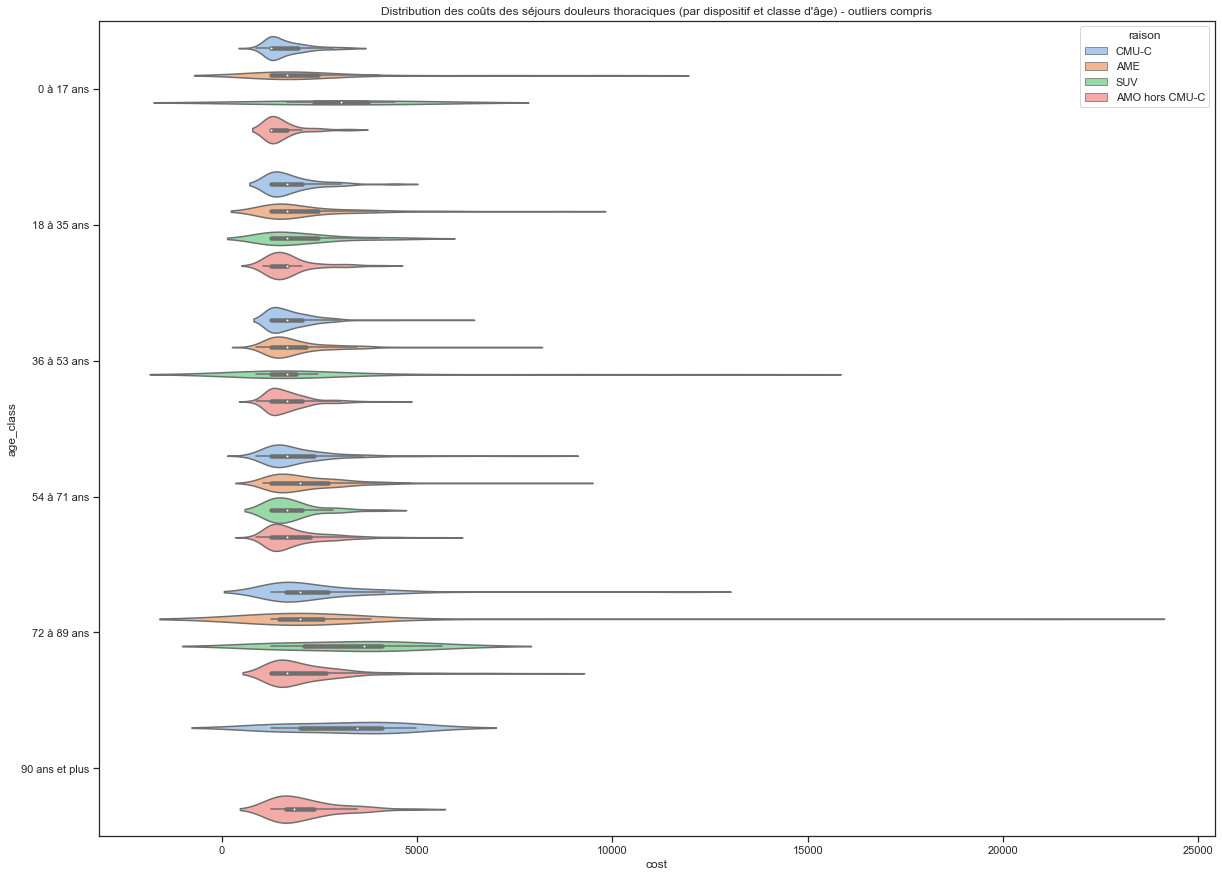 Distribution des coûts des séjours douleurs thoraciques (par dispositif et classe d'âge) - outliers compris
raison
CMU-C
AME
SUV
AMO hors CMU-C
0 à 17 ans
18 à 35 ans
36 à 53 ans
54 à 71 ans
72 à 89 ans
90 ans et plus
age_class
0
5000
10000
15000
20000
25000
cost